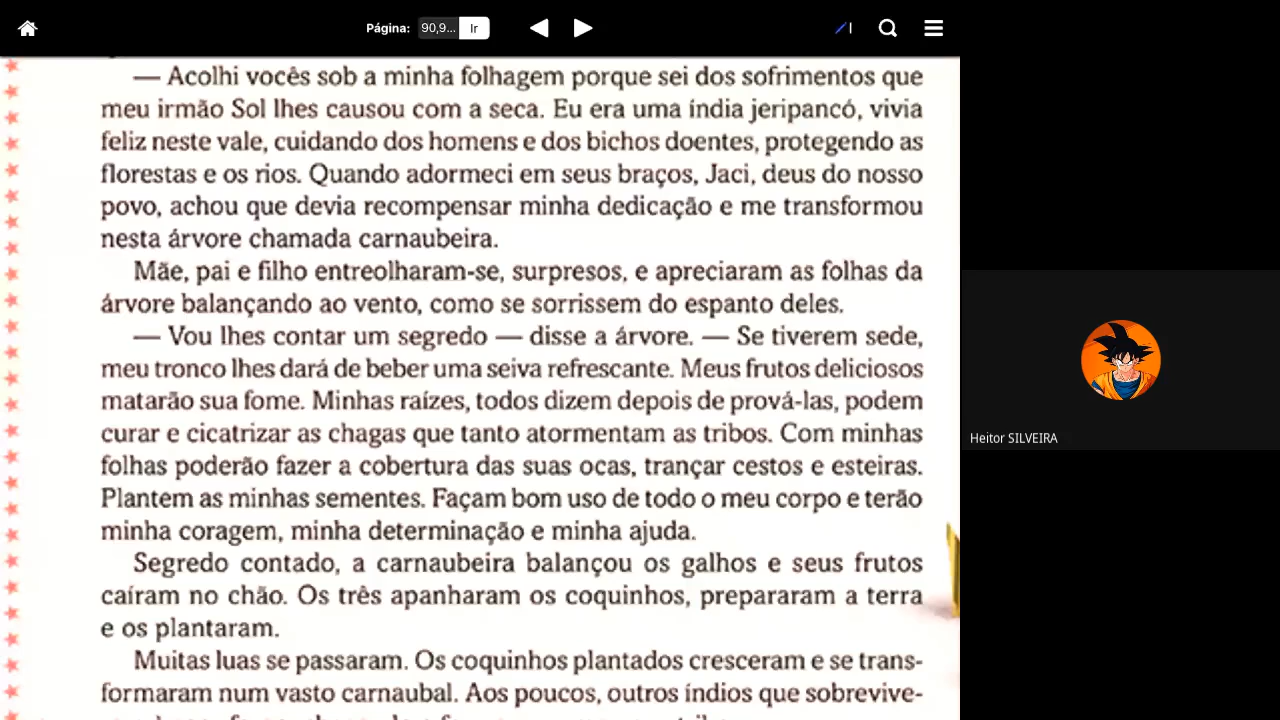 Página: 90,9... Ir
— Acolhi vocês sob a minha folhagem porque sei dos sofrimentos que
meu irmão Sol lhes causou com a seca. Eu era uma índia jeripancó, vivia
feliz neste vale, cuidando dos homens e dos bichos doentes, protegendo as
florestas e os rios. Quando adormeci em seus braços, Jaci, deus do nosso
povo, achou que devia recompensar minha dedicação e me transformou
nesta árvore chamada carnaubeira.
Mãe, pai e filho entreolharam-se, surpresos, e apreciaram as folhas da
árvore balançando ao vento, como se sorrissem do espanto deles.
— Vou lhes contar um segredo — disse a árvore. — Se tiverem sede,
meu tronco lhes dará de beber uma seiva refrescante. Meus frutos deliciosos
matarão sua fome. Minhas raízes, todos dizem depois de prová-las, podem
curar e cicatrizar as chagas que tanto atormentam as tribos. Com minhas
folhas poderão fazer a cobertura das suas ocas, trançar cestos e esteiras.
Plantem as minhas sementes. Façam bom uso de todo o meu corpo e terão
minha coragem, minha determinação e minha ajuda.
Segredo contado, a carnaubeira balançou os galhos e seus frutos
caíram no chão. Os três apanharam os coquinhos, prepararam a terra
e os plantaram.
Muitas luas se passaram. Os coquinhos plantados cresceram e se trans-
formaram num vasto carnaubal. Aos poucos, outros índios que sobrevive-
Heitor SILVEIRA